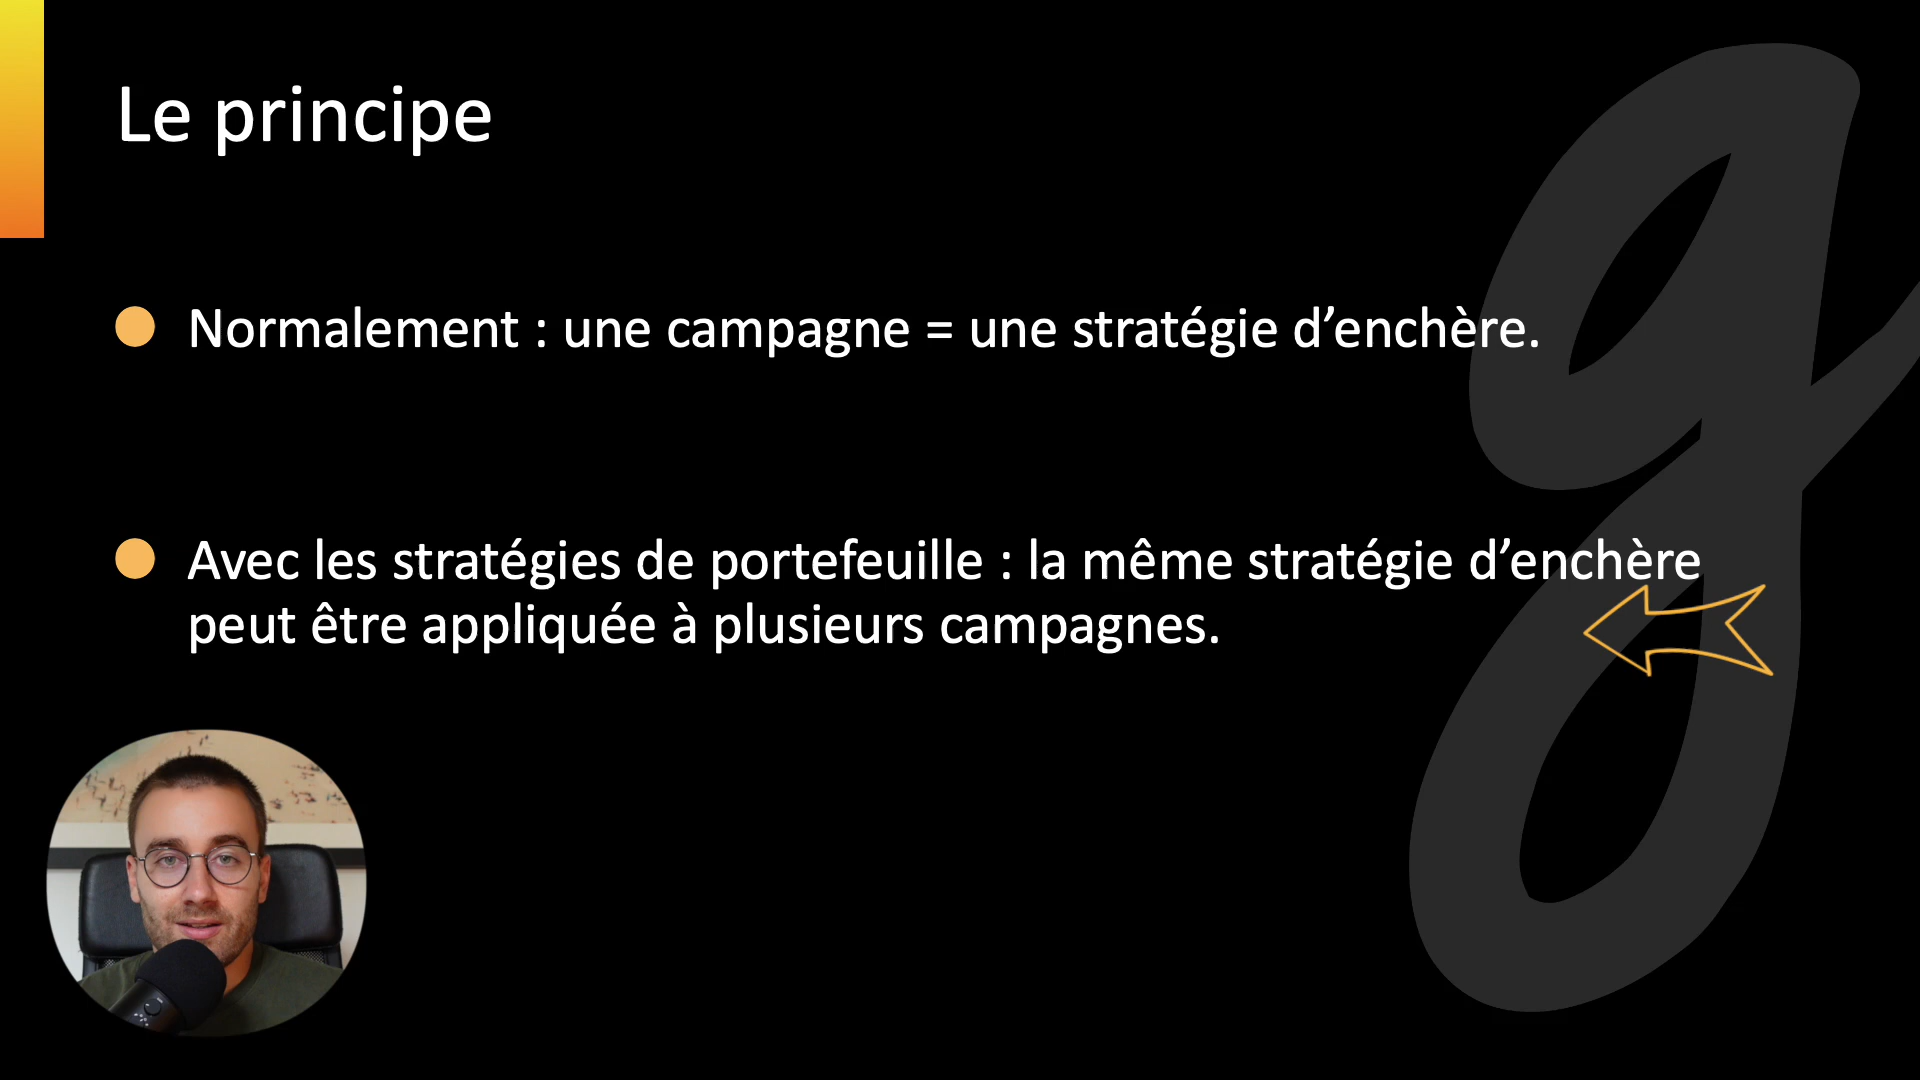 Le principe
Normalement : une campagne = une stratégie d’enchère.
Avec les stratégies de portefeuille : la même stratégie d’enchère
peut être appliquée à plusieurs campagnes.